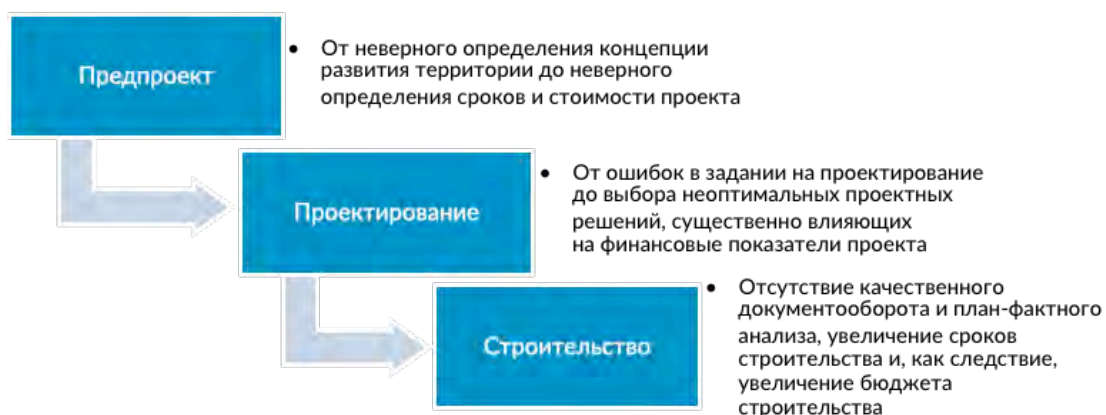 Предпроект
• От неверного определения концепции
развития территории до неверного
определения сроков и стоимости проекта
Проектирование
• От ошибок в задании на проектирование
до выбора неоптимальных проектных
решений, существенно влияющих
на финансовые показатели проекта
Строительство
• Отсутствие качественного
документооборота и план-фактного
анализа, увеличение сроков
строительства и, как следствие,
увеличение бюджета
строительства